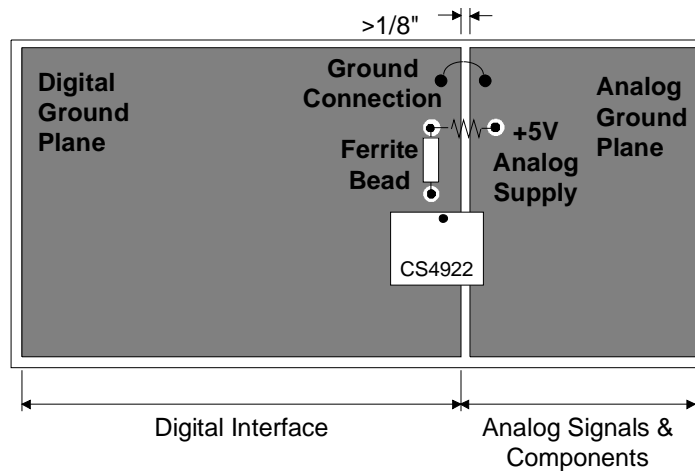 >1/8"
Digital
Ground
Plane
Ground
Connection
Analog
Ground
Plane
+5V
Analog
Supply
Ferrite
Bead
CS4922
Digital Interface
Analog Signals &
Components